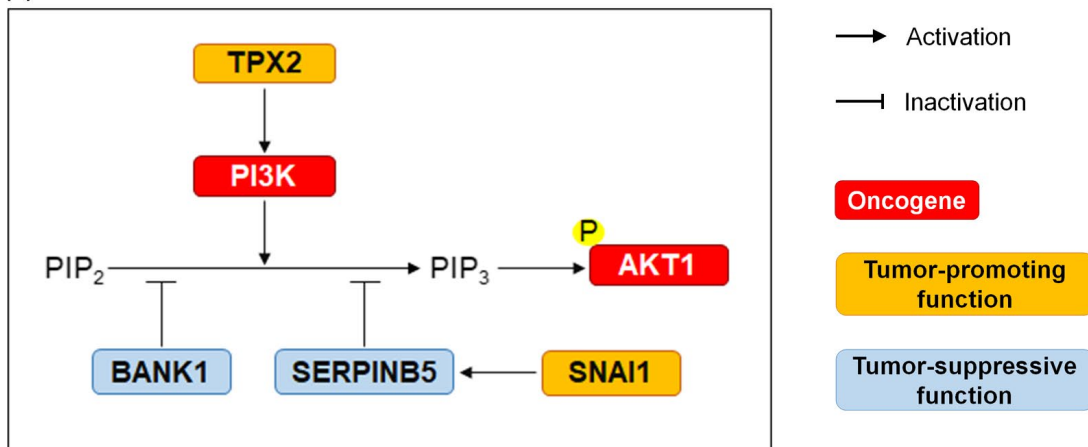 TPX2
PI3K
P
PIP₂
PIP₃
AKT1
BANK1
SERPINB5
SNAI1
Activation
Inactivation
Oncogene
Tumor-promoting
function
Tumor-suppressive
function